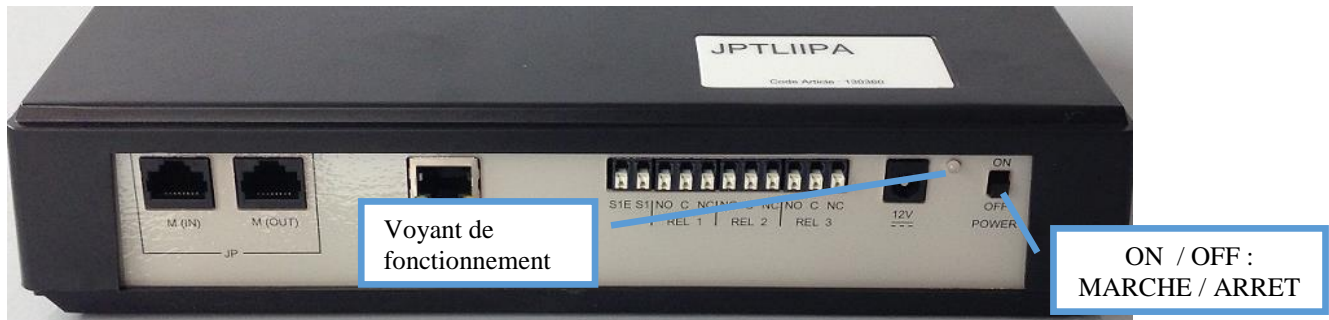 JPTLIIPA
Code Article : 130360
M (IN) M (OUT)
JP
S1E S1 NO C NC NO C NC NO C NC
REL 1 REL 2 REL 3
12V
ON
OFF
POWER
Voyant de
fonctionnement
ON / OFF :
MARCHE / ARRET